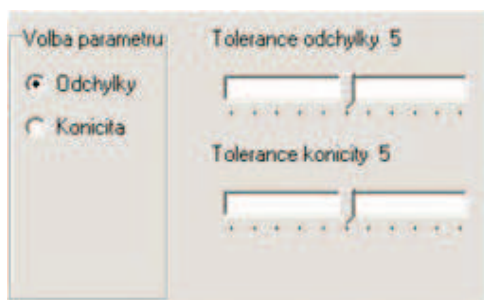 Volba parametru
Odchylky
Konicita
Tolerance odchylky 5
Tolerance konicity 5